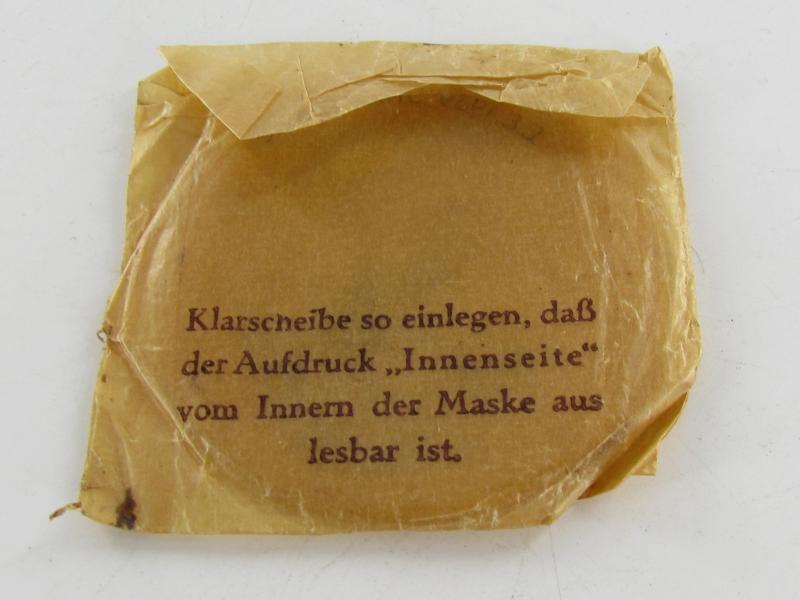 Klarscheibe so einlegen, daß
der Aufdruck „Innenseite“
vom Innern der Maske aus
lesbar ist.